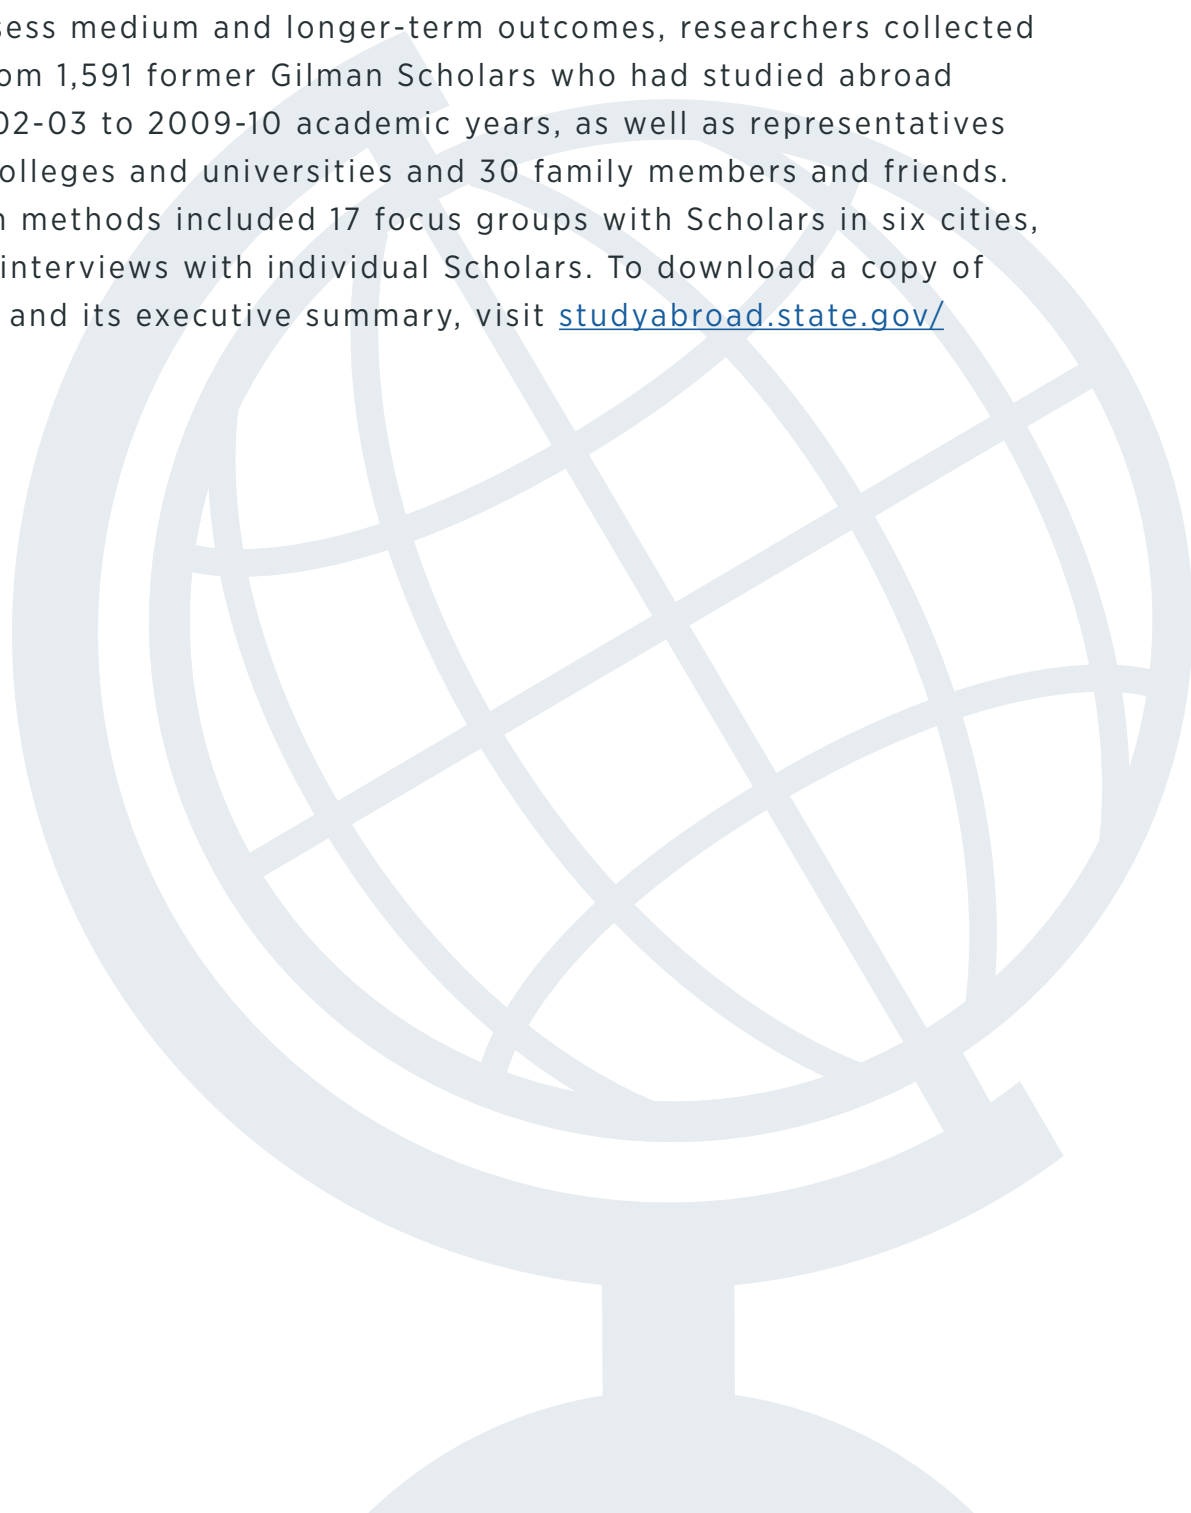 sess medium and longer-term outcomes, researchers collected
om 1,591 former Gilman Scholars who had studied abroad
02-03 to 2009-10 academic years, as well as representatives
olleges and universities and 30 family members and friends.
n methods included 17 focus groups with Scholars in six cities,
interviews with individual Scholars. To download a copy of
and its executive summary, visit studyabroad.state.gov/